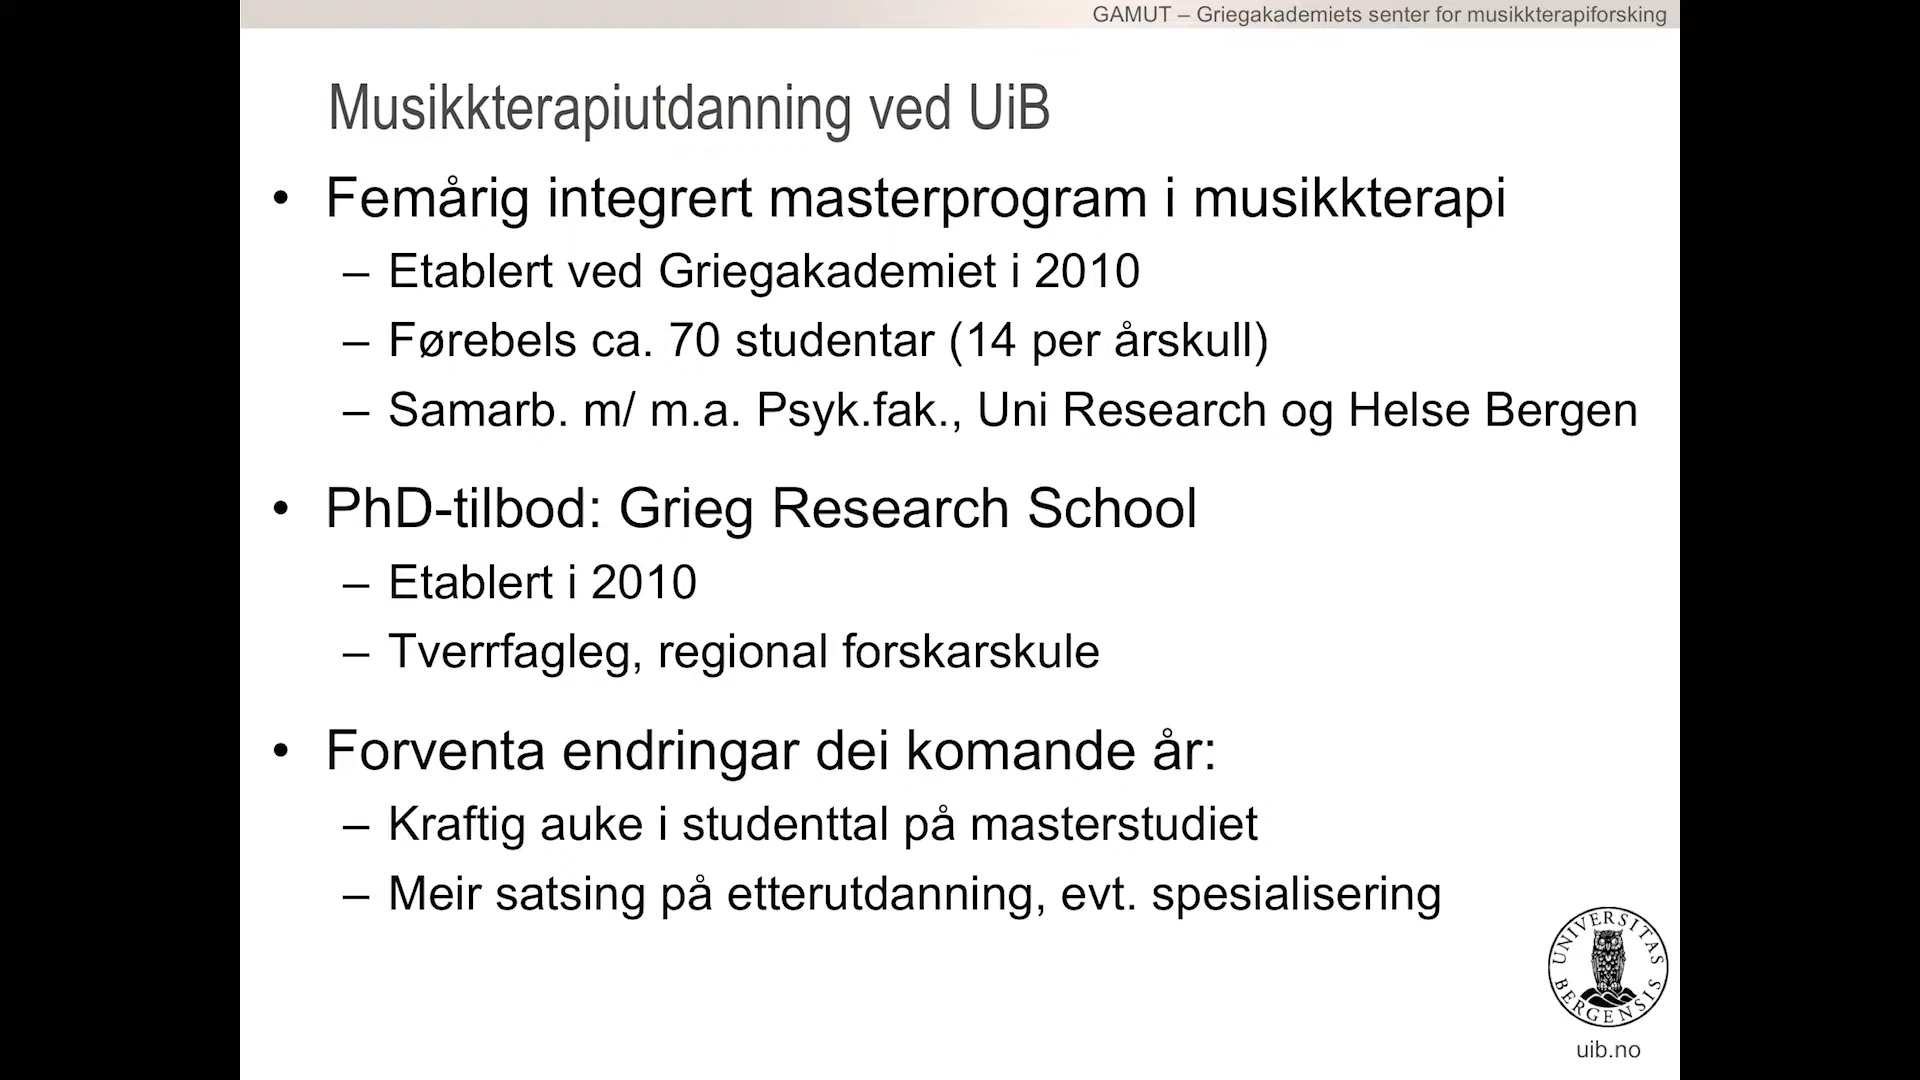 GAMUT – Griegakademiets senter for musikkterapiforsking
Musikkterapiutdanning ved UiB
• Femårig integrert masterprogram i musikkterapi
– Etablert ved Griegakademiet i 2010
– Førebels ca. 70 studentar (14 per årskull)
– Samarb. m/ m.a. Psyk.fak., Uni Research og Helse Bergen
• PhD-tilbod: Grieg Research School
– Etablert i 2010
– Tverrfagleg, regional forskarskule
• Forventa endringar dei komande år:
– Kraftig auke i studenttal på masterstudiet
– Meir satsing på etterutdanning, evt. spesialisering
UNIVERSITAS BERGENSIS
uib.no